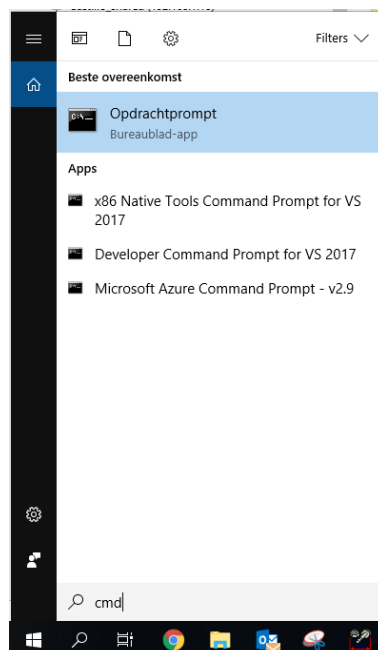 Filters
Beste overeenkomst
Opdrachtprompt
Bureaublad-app
Apps
x86 Native Tools Command Prompt for VS
2017
Developer Command Prompt for VS 2017
Microsoft Azure Command Prompt - v2.9
cmd